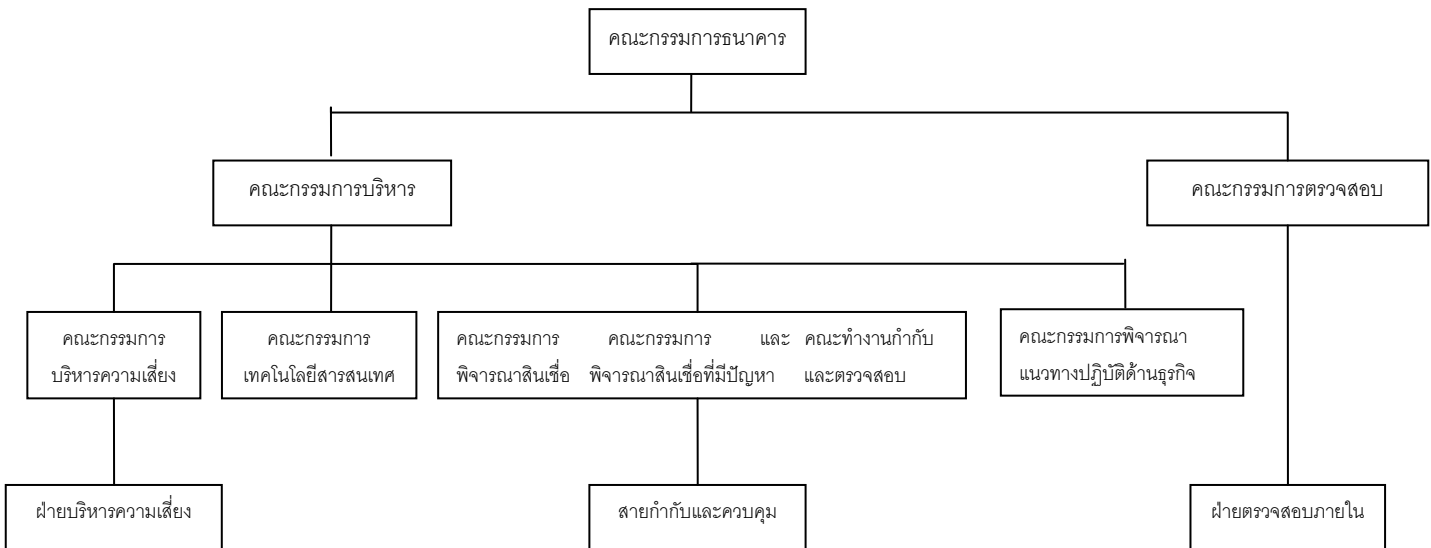 คณะกรรมการธนาคาร
คณะกรรมการบริหาร
คณะกรรมการตรวจสอบ
คณะกรรมการ
บริหารความเสี่ยง
คณะกรรมการ
เทคโนโลยีสารสนเทศ
คณะกรรมการ คณะกรรมการ และ คณะทำงานกำกับ
พิจารณาสินเชื่อ พิจารณาสินเชื่อที่มีปัญหา และตรวจสอบ
คณะกรรมการพิจารณา
แนวทางปฏิบัติด้านธุรกิจ
ฝ่ายบริหารความเสี่ยง
สายกำกับและควบคุม
ฝ่ายตรวจสอบภายใน